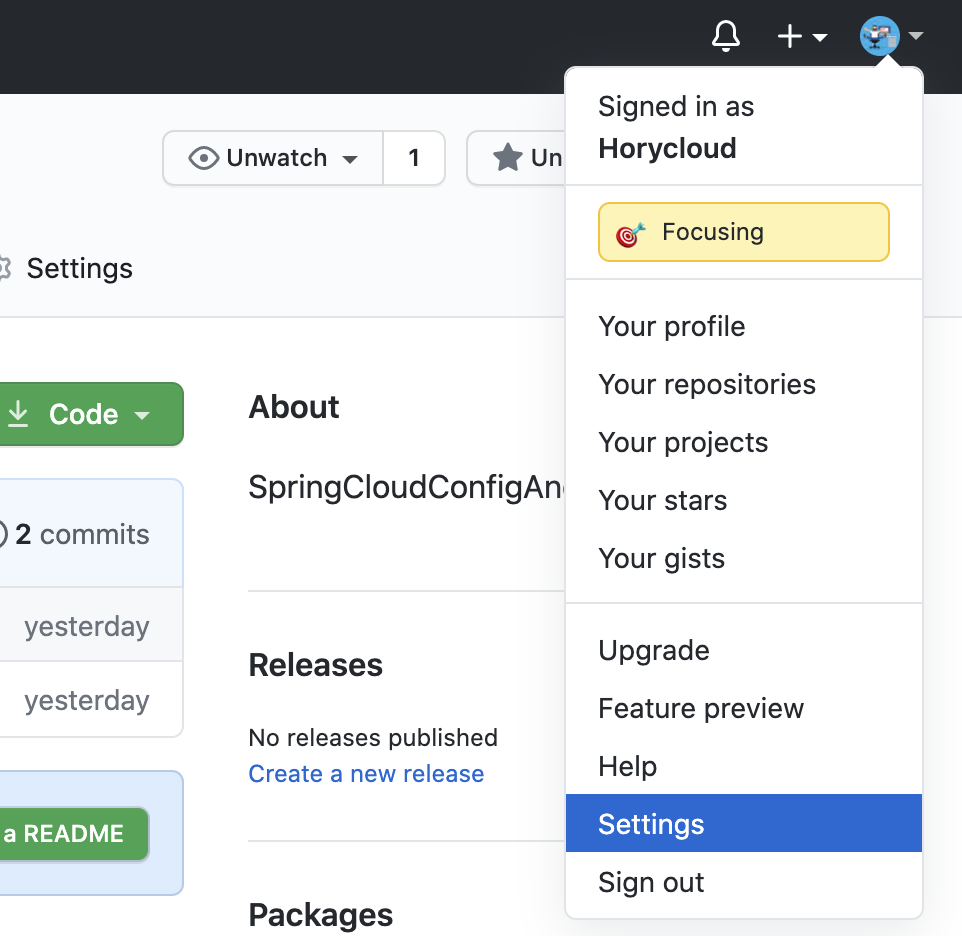 Signed in as
Horycloud
Unwatch 1 Un
Focusing
Settings
Your profile
Your repositories
Your projects
Your stars
Your gists
Code
About
SpringCloudConfigAn
2 commits
yesterday
yesterday
Releases
No releases published
Create a new release
Upgrade
Feature preview
Help
Settings
Sign out
a README
Packages